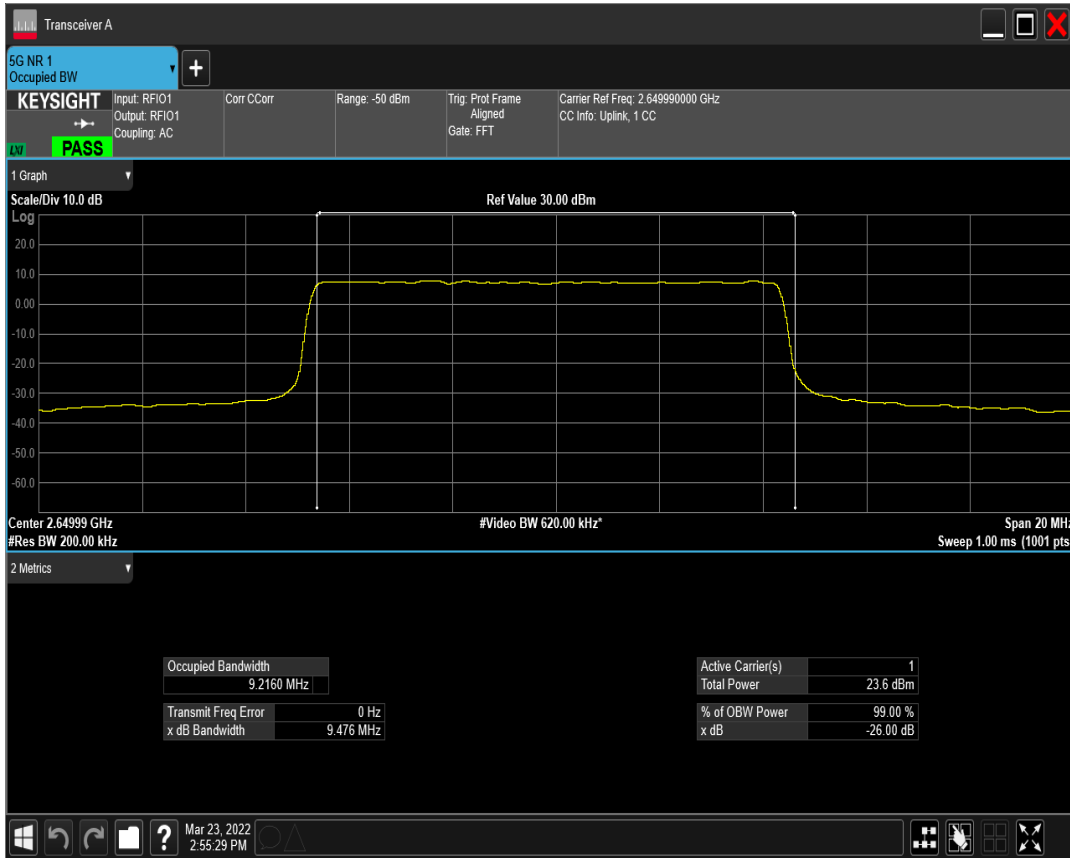 Transceiver A
5G NR 1
Occupied BW
KEYSIGHT
LXI
PASS
Input: RFIO1
Output: RFIO1
Coupling: AC
Corr CCorr
Range: -50 dBm
Trig: Prot Frame
Aligned
Gate: FFT
Carrier Ref Freq: 2.649990000 GHz
CC Info: Uplink, 1 CC
1 Graph
Scale/Div 10.0 dB
Ref Value 30.00 dBm
Log
20.0
10.0
0.00
-10.0
-20.0
-30.0
-40.0
-50.0
-60.0
Center 2.64999 GHz
#Video BW 620.00 kHz*
Span 20 MHz
#Res BW 200.00 kHz
Sweep 1.00 ms (1001 pts
2 Metrics
Occupied Bandwidth
9.2160 MHz
Transmit Freq Error 0 Hz
x dB Bandwidth 9.476 MHz
Active Carrier(s) 1
Total Power 23.6 dBm
% of OBW Power 99.00 %
x dB -26.00 dB
?
Mar 23, 2022
2:55:29 PM